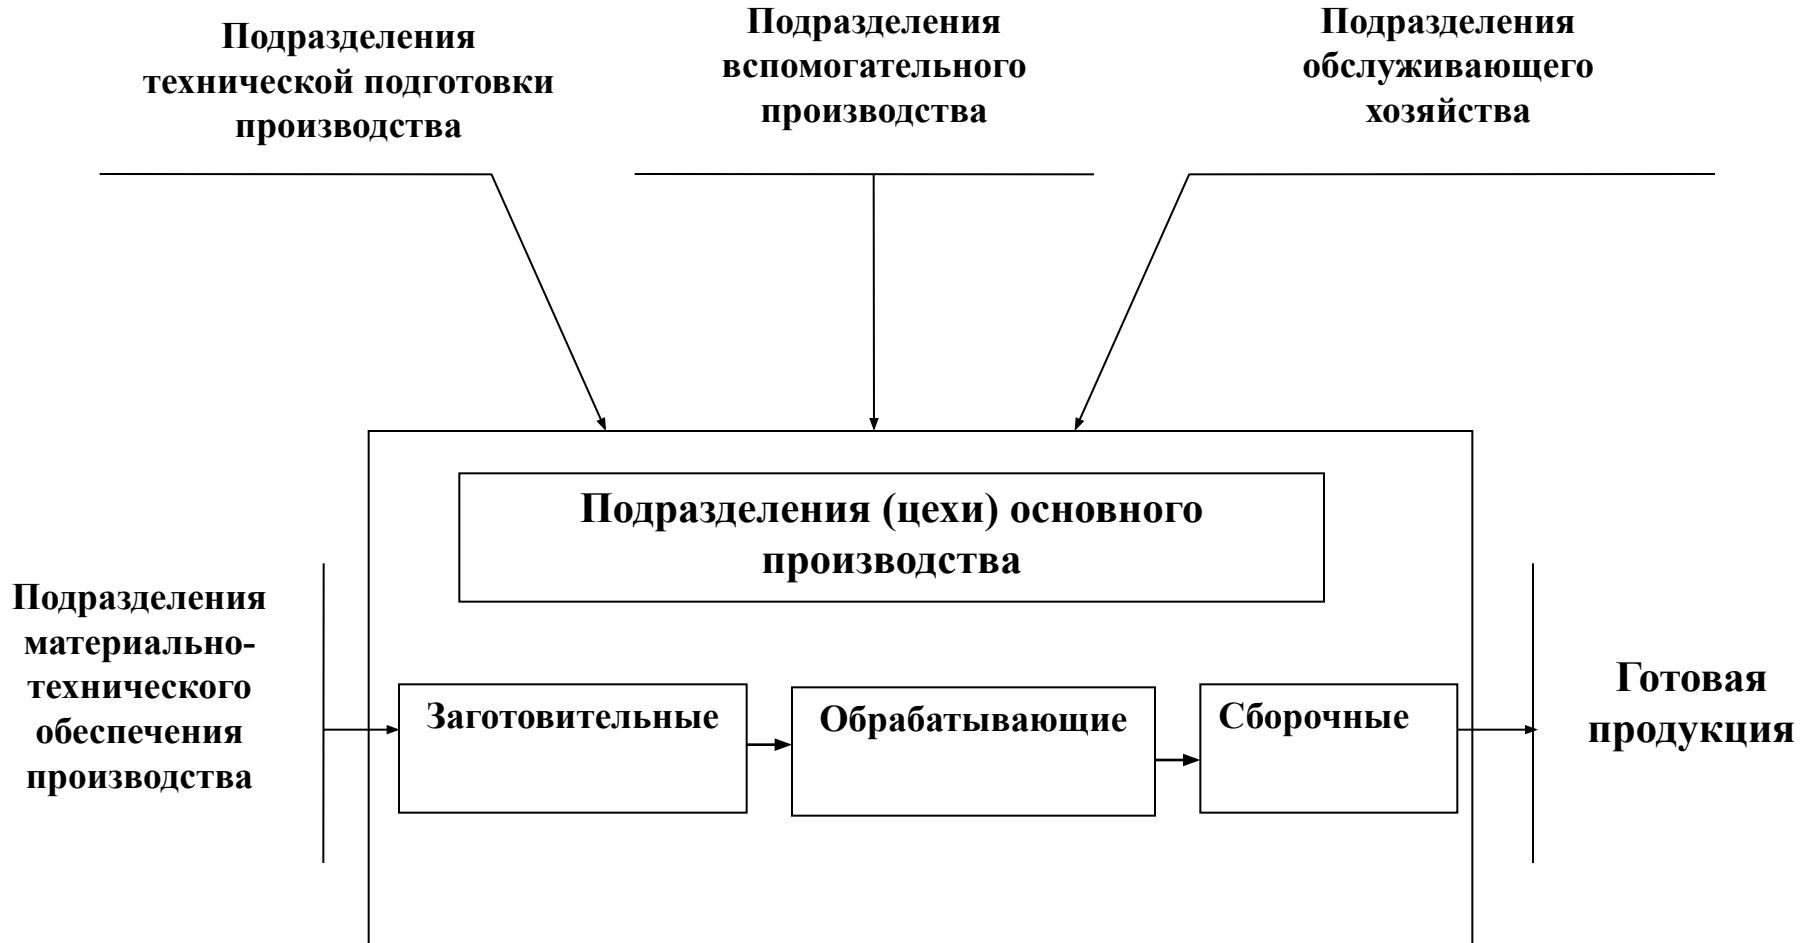 Подразделения
технической подготовки
производства
Подразделения
вспомогательного
производства
Подразделения
обслуживающего
хозяйства
Подразделения (цехи) основного
производства
Подразделения
материально-
технического
обеспечения
производства
Заготовительные
Обрабатывающие
Сборочные
Готовая
продукция